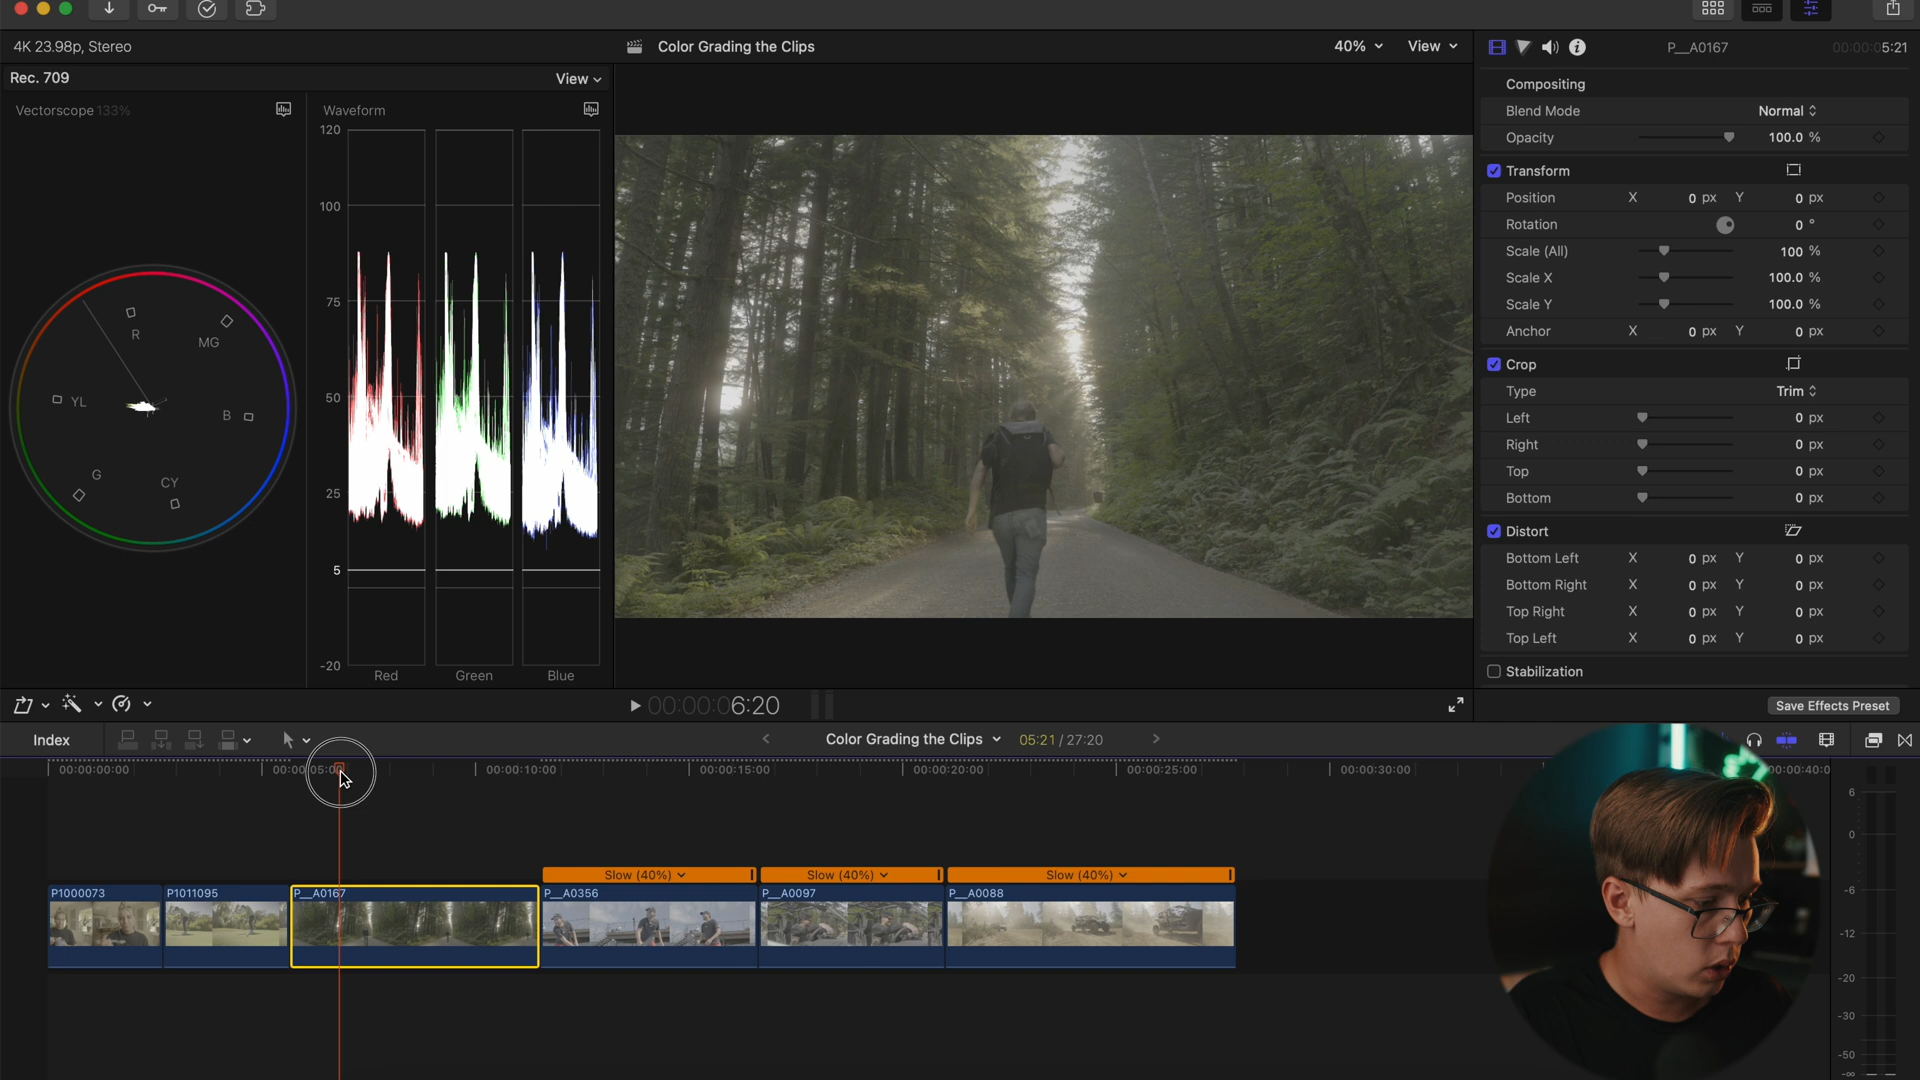 4K 23.98p, Stereo
Color Grading the Clips
40%
View
P__A0167
00:00:05:21
Rec. 709
View
Vectorscope 133%
Waveform
R
MG
YL
B
G
CY
120
100
75
50
25
5
-20
Red
Green
Blue
Compositing
Blend Mode
Normal
Opacity
100.0 %
Transform
Position
X
0 px
Y
0 px
Rotation
0 °
Scale (All)
100 %
Scale X
100.0 %
Scale Y
100.0 %
Anchor
X
0 px
Y
0 px
Crop
Type
Trim
Left
0 px
Right
0 px
Top
0 px
Bottom
0 px
Distort
Bottom Left
X
0 px
Y
0 px
Bottom Right
X
0 px
Y
0 px
Top Right
X
0 px
Y
0 px
Top Left
X
0 px
Y
0 px
Stabilization
00:00:06:20
Save Effects Preset
Index
Color Grading the Clips
05:21 / 27:20
00:00:00:00
00:00:10:00
00:00:15:00
00:00:20:00
00:00:25:00
00:00:30:00
Slow (40%)
Slow (40%)
Slow (40%)
P1000073
P1011095
P__A0167
P__A0356
P__A0097
P__A0088
6
0
-6
-12
-20
-30
-50
-∞